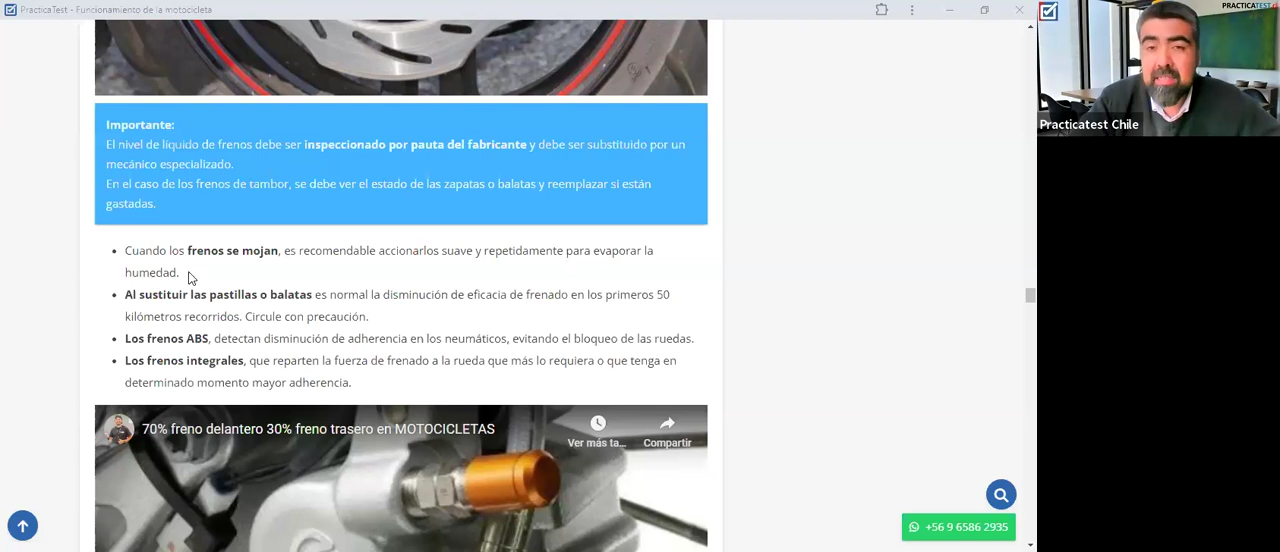 PracticaTest - Funcionamiento de la motocicleta
PRACTICATEST
Practicatest Chile
Importante:
El nivel de líquido de frenos debe ser inspeccionado por pauta del fabricante y debe ser substituido por un
mecánico especializado.
En el caso de los frenos de tambor, se debe ver el estado de las zapatas o balatas y reemplazar si están
gastadas.
Cuando los frenos se mojan, es recomendable accionarlos suave y repetidamente para evaporar la
humedad.
Al sustituir las pastillas o balatas es normal la disminución de eficacia de frenado en los primeros 50
kilómetros recorridos. Circule con precaución.
Los frenos ABS, detectan disminución de adherencia en los neumáticos, evitando el bloqueo de las ruedas.
Los frenos integrales, que reparten la fuerza de frenado a la rueda que más lo requiera o que tenga en
determinado momento mayor adherencia.
70% freno delantero 30% freno trasero en MOTOCICLETAS
Ver más ta...
Compartir
+56 9 6586 2935